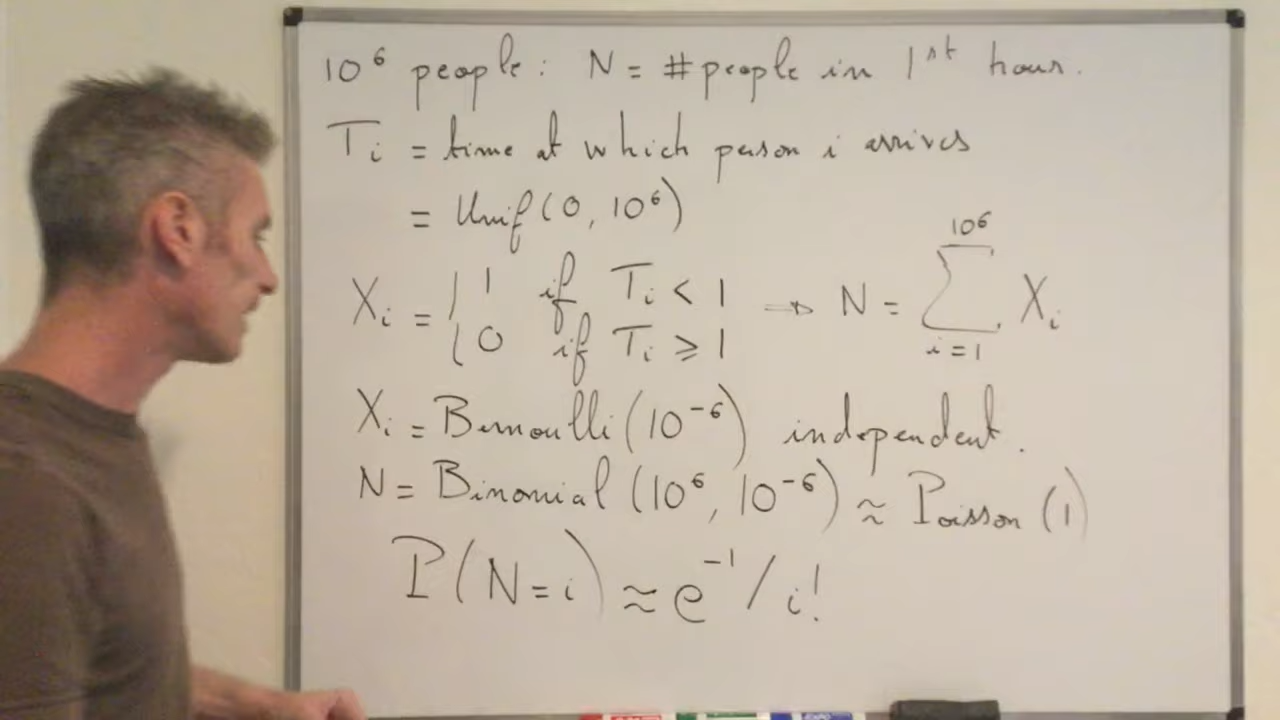 10⁶ people: N = #people in 1ˢᵗ hour.
Tᵢ = time at which person i arrives
= Unif(0, 10⁶)
Xᵢ = { 1 if Tᵢ < 1 ⇒ N = ∑ᵢ₌₁^10⁶ Xᵢ
0 if Tᵢ ⩾ 1
Xᵢ = Bernoulli(10⁻⁶) independent.
N = Binomial(10⁶, 10⁻⁶) ≈ Poisson(1)
P(N=i) ≈ e⁻¹/i!
EXPO